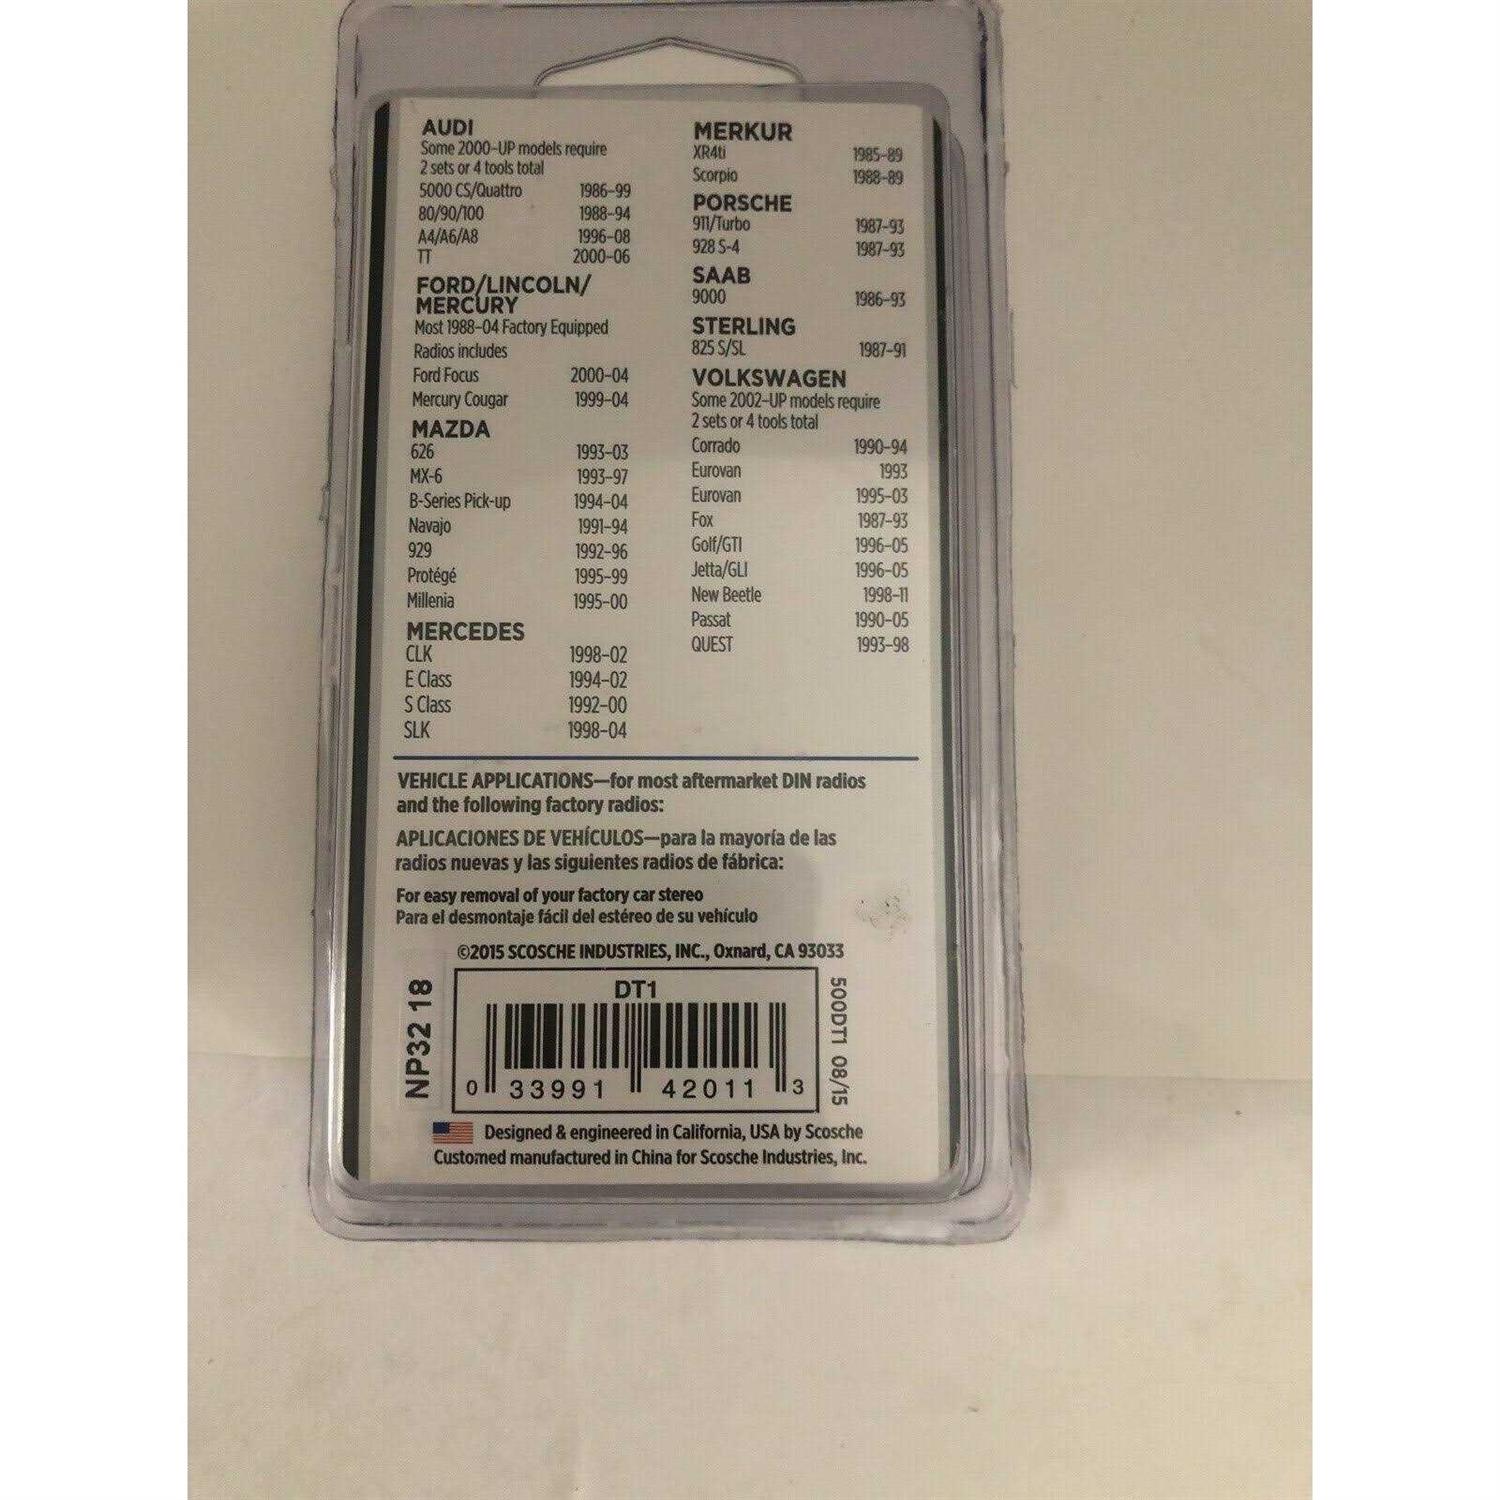 AUDI
Some 2000-UP models require
2 sets or 4 tools total
5000 CS/Quattro 1986-99
80/90/100 1988-94
A4/A6/A8 1996-08
TT 2000-06
FORD/LINCOLN/
MERCURY
Most 1988-04 Factory Equipped
Radios includes
Ford Focus 2000-04
Mercury Cougar 1999-04
MAZDA
626 1993-03
MX-6 1993-97
B-Series Pick-up 1994-04
Navajo 1991-94
929 1992-96
Protégé 1995-99
Millenia 1995-00
MERCEDES
CLK 1998-02
E Class 1994-02
S Class 1992-00
SLK 1998-04
MERKUR
XR4ti 1985-89
Scorpio 1988-89
PORSCHE
911/Turbo 1987-93
928 S-4 1987-93
SAAB
9000 1986-93
STERLING
825 S/SL 1987-91
VOLKSWAGEN
Some 2002-UP models require
2 sets or 4 tools total
Corrado 1990-94
Eurovan 1993
Eurovan 1995-03
Fox 1987-93
Golf/GTI 1996-05
Jetta/GLI 1996-05
New Beetle 1998-11
Passat 1990-05
QUEST 1993-98
VEHICLE APPLICATIONS—for most aftermarket DIN radios
and the following factory radios:
APLICACIONES DE VEHÍCULOS—para la mayoría de las
radios nuevas y las siguientes radios de fábrica:
For easy removal of your factory car stereo
Para el desmontaje fácil del estéreo de su vehículo
©2015 SCOSCHE INDUSTRIES, INC., Oxnard, CA 93033
NP32 18
DT1
0 33991 42011 3
500DT1 08/15
Designed & engineered in California, USA by Scosche
Customed manufactured in China for Scosche Industries, Inc.